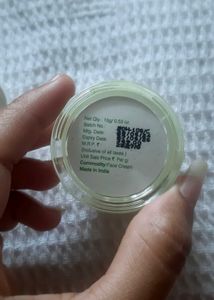 Net Qty.: 15g/ 0.53 oz
Batch No.:
Mfg. Date:
Expiry Date:
M.R.P. ₹
(Inclusive of all taxes)
Unit Sale Price ₹ Per g/
Commodity: Face Cream
Made in India